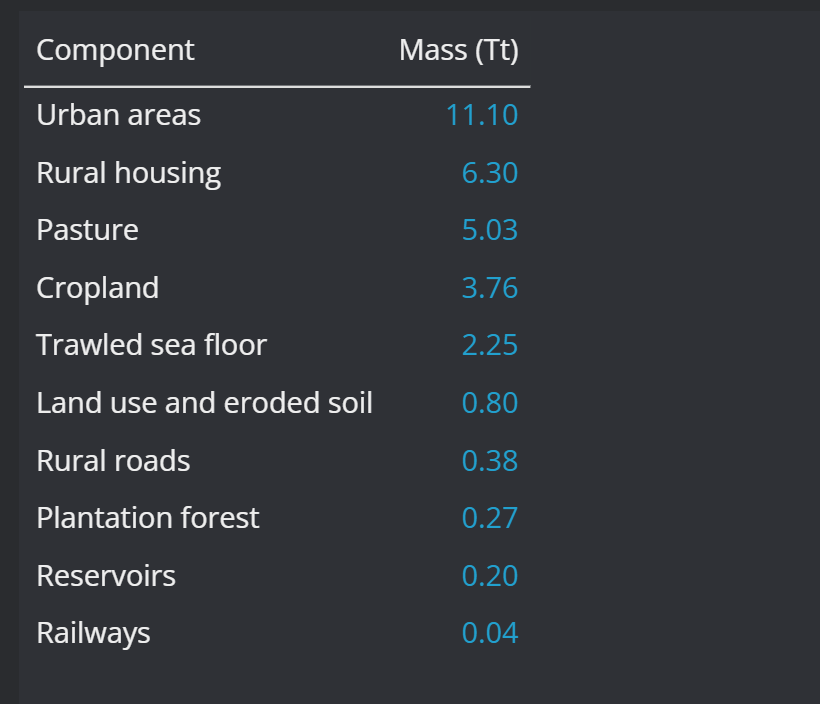 Component Mass (Tt)
Urban areas 11.10
Rural housing 6.30
Pasture 5.03
Cropland 3.76
Trawled sea floor 2.25
Land use and eroded soil 0.80
Rural roads 0.38
Plantation forest 0.27
Reservoirs 0.20
Railways 0.04